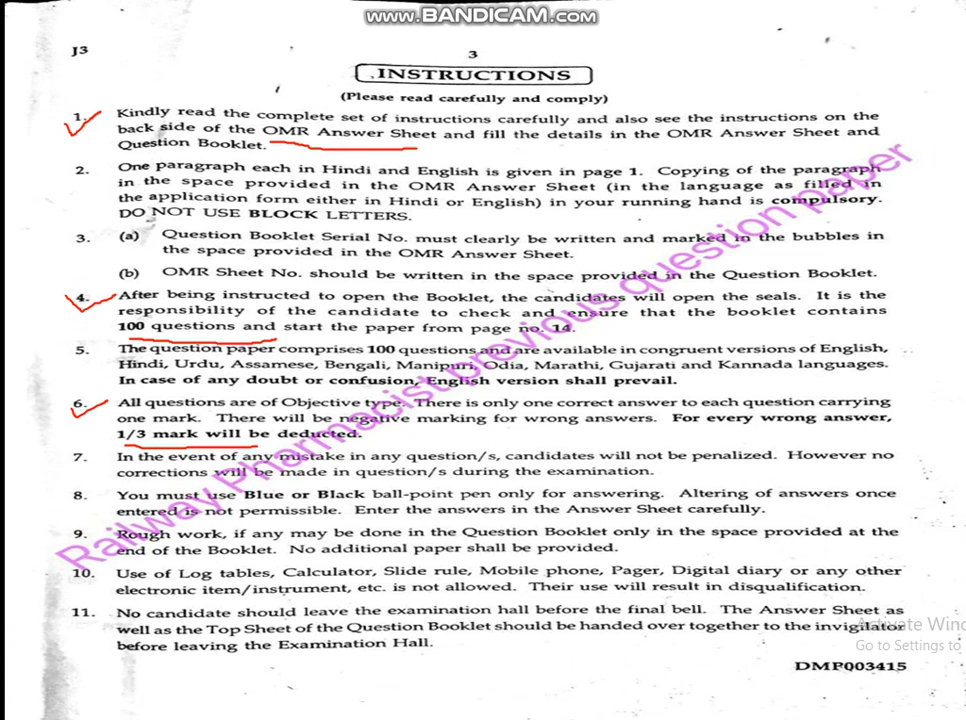 www.BANDICAM.com
J3
3
INSTRUCTIONS
(Please read carefully and comply)
1. Kindly read the complete set of instructions carefully and also see the instructions on the
back side of the OMR Answer Sheet and fill the details in the OMR Answer Sheet and
Question Booklet.
2. One paragraph each in Hindi and English is given in page 1. Copying of the paragraph
in the space provided in the OMR Answer Sheet (in the language as filled in
the application form either in Hindi or English) in your running hand is compulsory.
DO NOT USE BLOCK LETTERS.
3. (a) Question Booklet Serial No. must clearly be written and marked in the bubbles in
the space provided in the OMR Answer Sheet.
(b) OMR Sheet No. should be written in the space provided in the Question Booklet.
4. After being instructed to open the Booklet, the candidates will open the seals. It is the
responsibility of the candidate to check and ensure that the booklet contains
100 questions and start the paper from page no. 14.
5. The question paper comprises 100 questions and are available in congruent versions of English,
Hindi, Urdu, Assamese, Bengali, Manipuri, Odia, Marathi, Gujarati and Kannada languages.
In case of any doubt or confusion, English version shall prevail.
6. All questions are of Objective type. There is only one correct answer to each question carrying
one mark. There will be negative marking for wrong answers. For every wrong answer,
1/3 mark will be deducted.
7. In the event of any mistake in any question/s, candidates will not be penalized. However no
corrections will be made in question/s during the examination.
8. You must use Blue or Black ball-point pen only for answering. Altering of answers once
entered is not permissible. Enter the answers in the Answer Sheet carefully.
9. Rough work, if any may be done in the Question Booklet only in the space provided at the
end of the Booklet. No additional paper shall be provided.
10. Use of Log tables, Calculator, Slide rule, Mobile phone, Pager, Digital diary or any other
electronic item/instrument, etc. is not allowed. Their use will result in disqualification.
11. No candidate should leave the examination hall before the final bell. The Answer Sheet as
well as the Top Sheet of the Question Booklet should be handed over together to the invigilator
before leaving the Examination Hall.
DMP003415
Railway Pharmacist previous question paper
Activate Wind
Go to Settings to